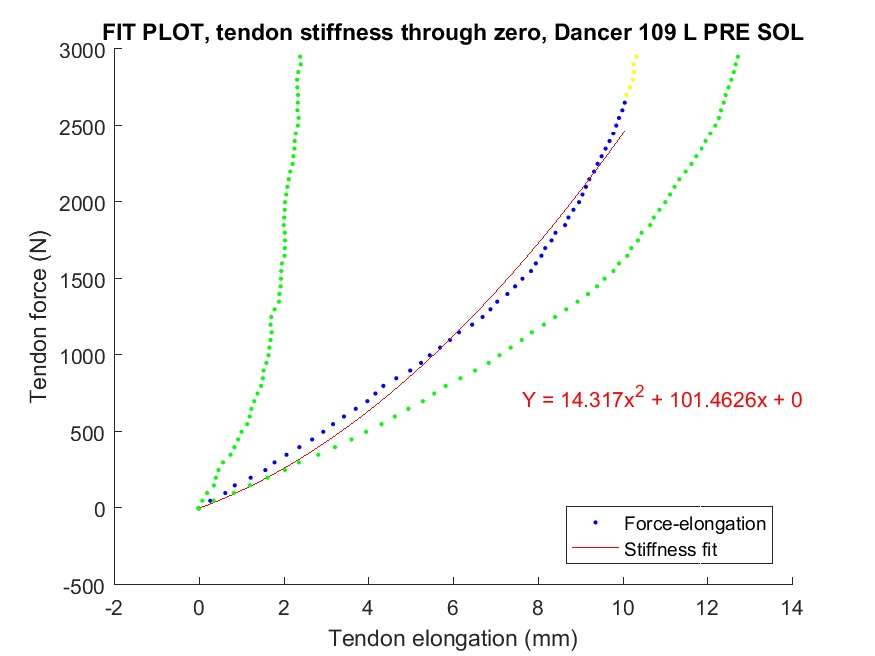 FIT PLOT, tendon stiffness through zero, Dancer 109 L PRE SOL
3000
2500
2000
1500
1000
500
0
-500
Tendon force (N)
Y = 14.317x² + 101.4626x + 0
Force-elongation
Stiffness fit
-2 0 2 4 6 8 10 12 14
Tendon elongation (mm)